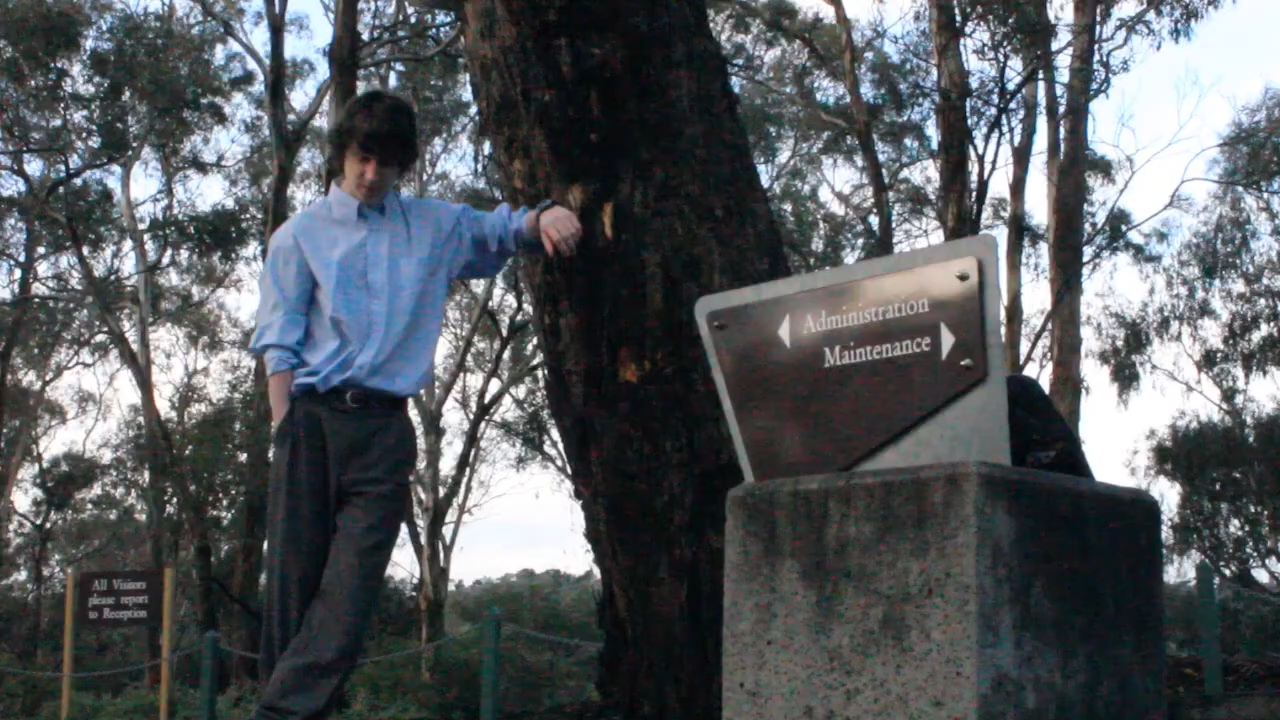 Administration
Maintenance
All Visitors
please report
to Reception